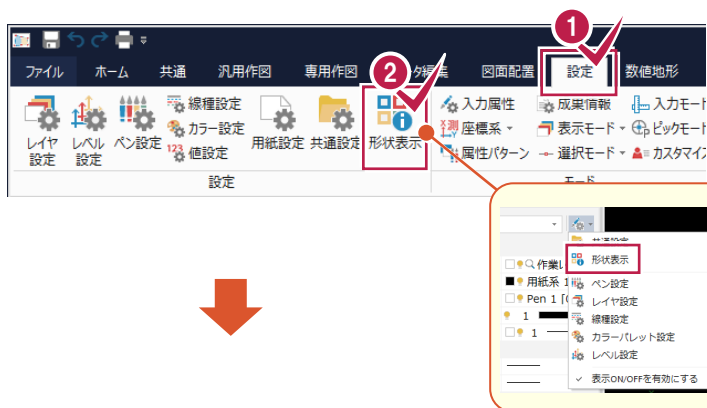 1
2
ファイル ホーム 共通 汎用作図 専用作図 タ編集 図面配置 設定 数値地形
線種設定 入力属性 成果情報 入力モード
カラー設定 座標系 表示モード ピックモード
レイヤ設定 レベル設定 ペン設定 123 値設定 用紙設定 共通設定 形状表示 属性パターン 選択モード カスタマイズ
設定 モード
共通設定
形状表示
作業レ
用紙系 1 ペン設定
Pen 1 [ レイヤ設定
1 線種設定
1 カラーパレット設定
レベル設定
表示ON/OFFを有効にする